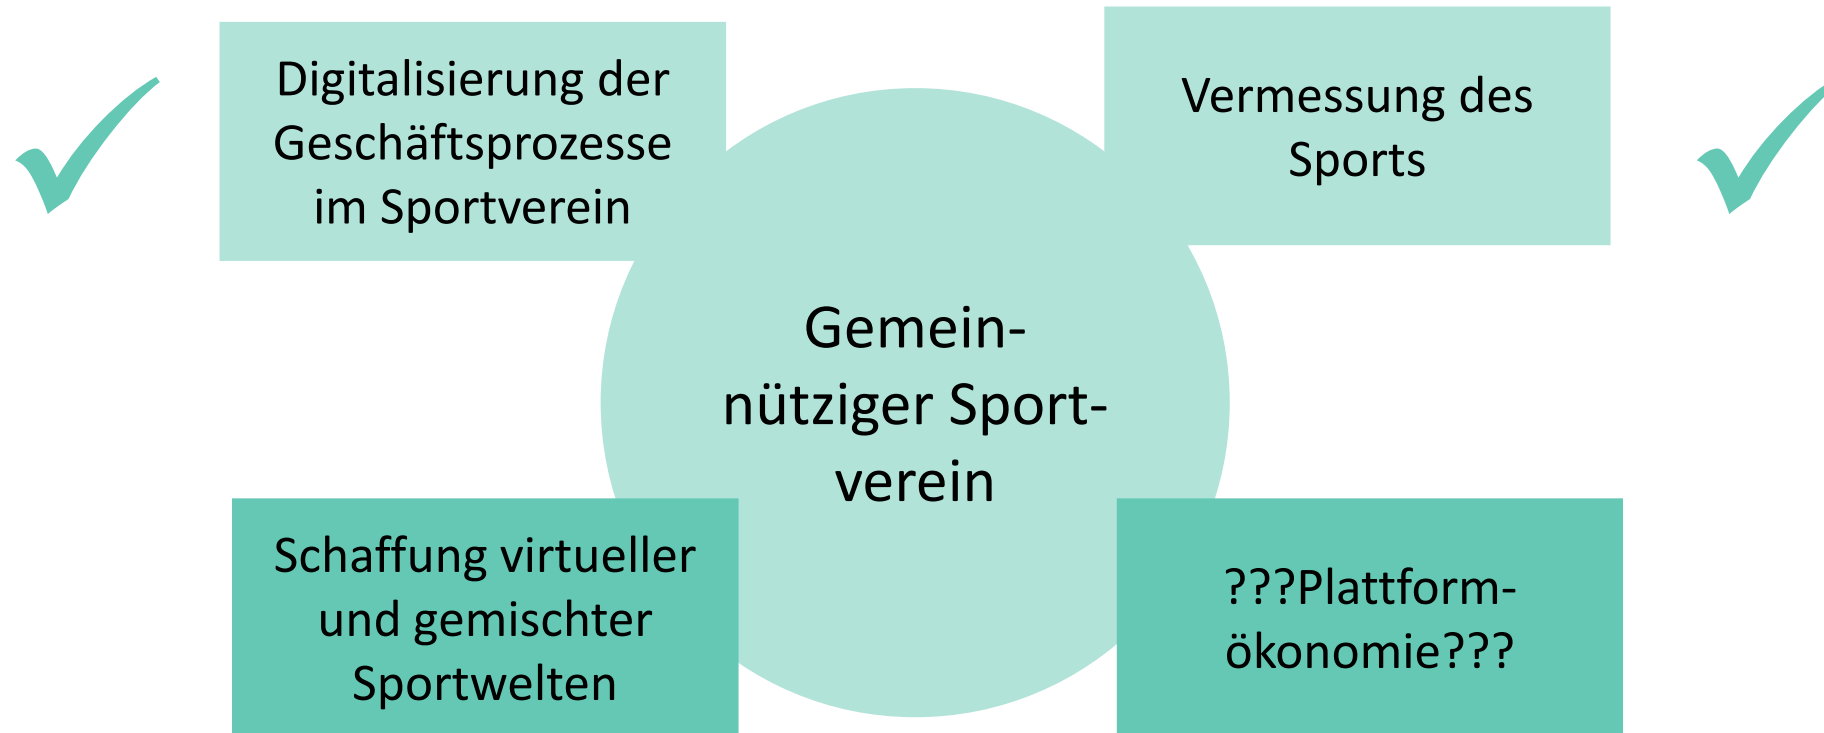 Digitalisierung der
Geschäftsprozesse
im Sportverein
Vermessung des
Sports
Gemein-
nütziger Sport-
verein
Schaffung virtueller
und gemischter
Sportwelten
???Plattform-
ökonomie???